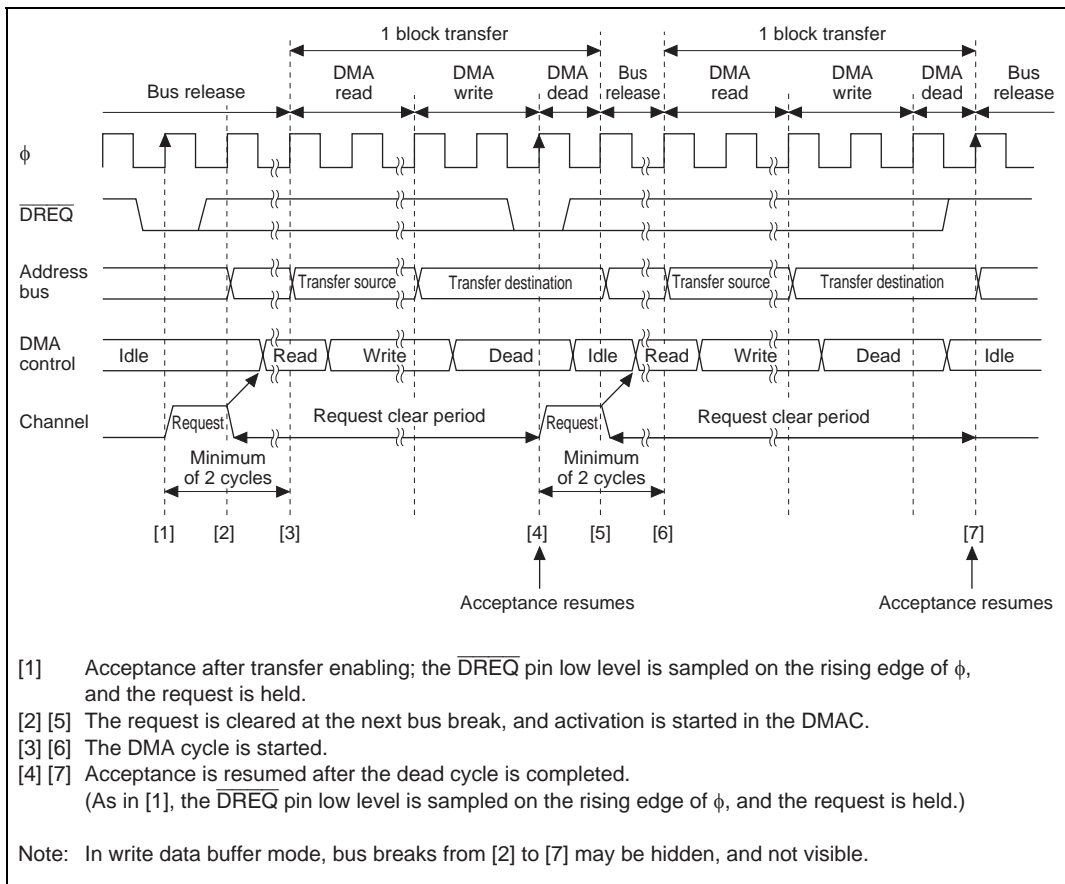 1 block transfer 1 block transfer
DMA DMA DMA Bus DMA DMA DMA Bus
Bus release read write dead release read write dead release
φ
DREQ
Address Transfer source Transfer destination Transfer source Transfer destination
bus
DMA Idle Read Write Dead Idle Read Write Dead Idle
control
Channel Request Request clear period Request Request clear period
Minimum Minimum
of 2 cycles of 2 cycles
[1] [2] [3] [4] [5] [6] [7]
Acceptance resumes Acceptance resumes
[1] Acceptance after transfer enabling; the DREQ pin low level is sampled on the rising edge of φ,
and the request is held.
[2] [5] The request is cleared at the next bus break, and activation is started in the DMAC.
[3] [6] The DMA cycle is started.
[4] [7] Acceptance is resumed after the dead cycle is completed.
(As in [1], the DREQ pin low level is sampled on the rising edge of φ, and the request is held.)
Note: In write data buffer mode, bus breaks from [2] to [7] may be hidden, and not visible.